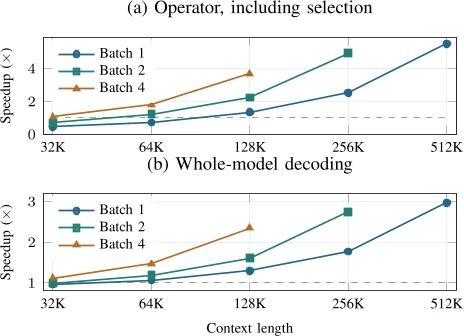 (a) Operator, including selection
Speedup (×)
4
2
0
Batch 1
Batch 2
Batch 4
32K 64K 128K 256K 512K
(b) Whole-model decoding
Speedup (×)
3
2
1
Batch 1
Batch 2
Batch 4
32K 64K 128K 256K 512K
Context length